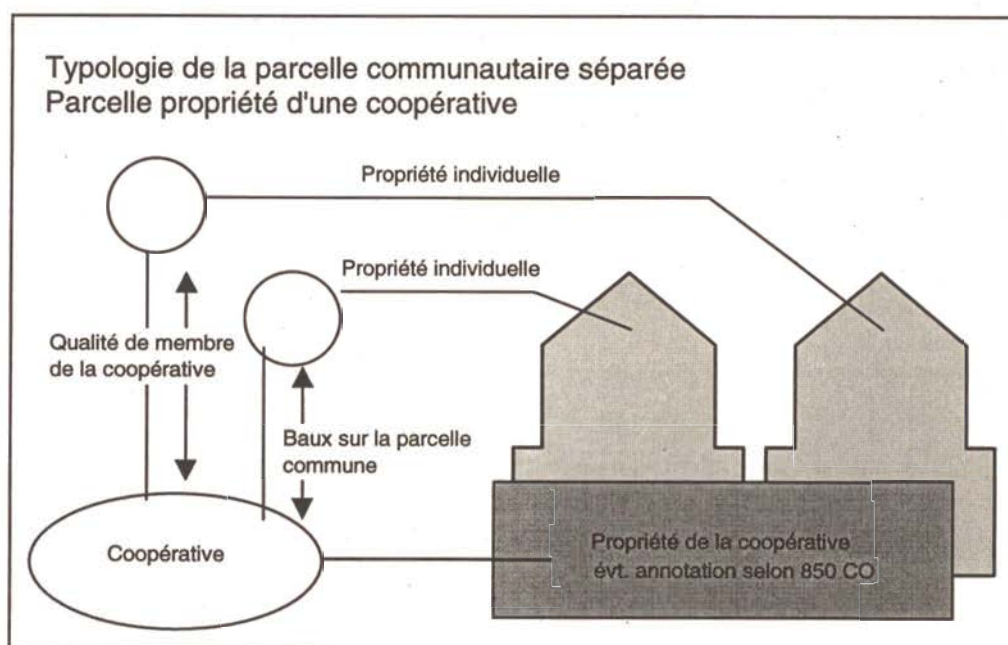 Typologie de la parcelle communautaire séparée
Parcelle propriété d'une coopérative
Propriété individuelle
Propriété individuelle
Qualité de membre
de la coopérative
Baux sur la parcelle
commune
Coopérative
Propriété de la coopérative
évt. annotation selon 850 CO